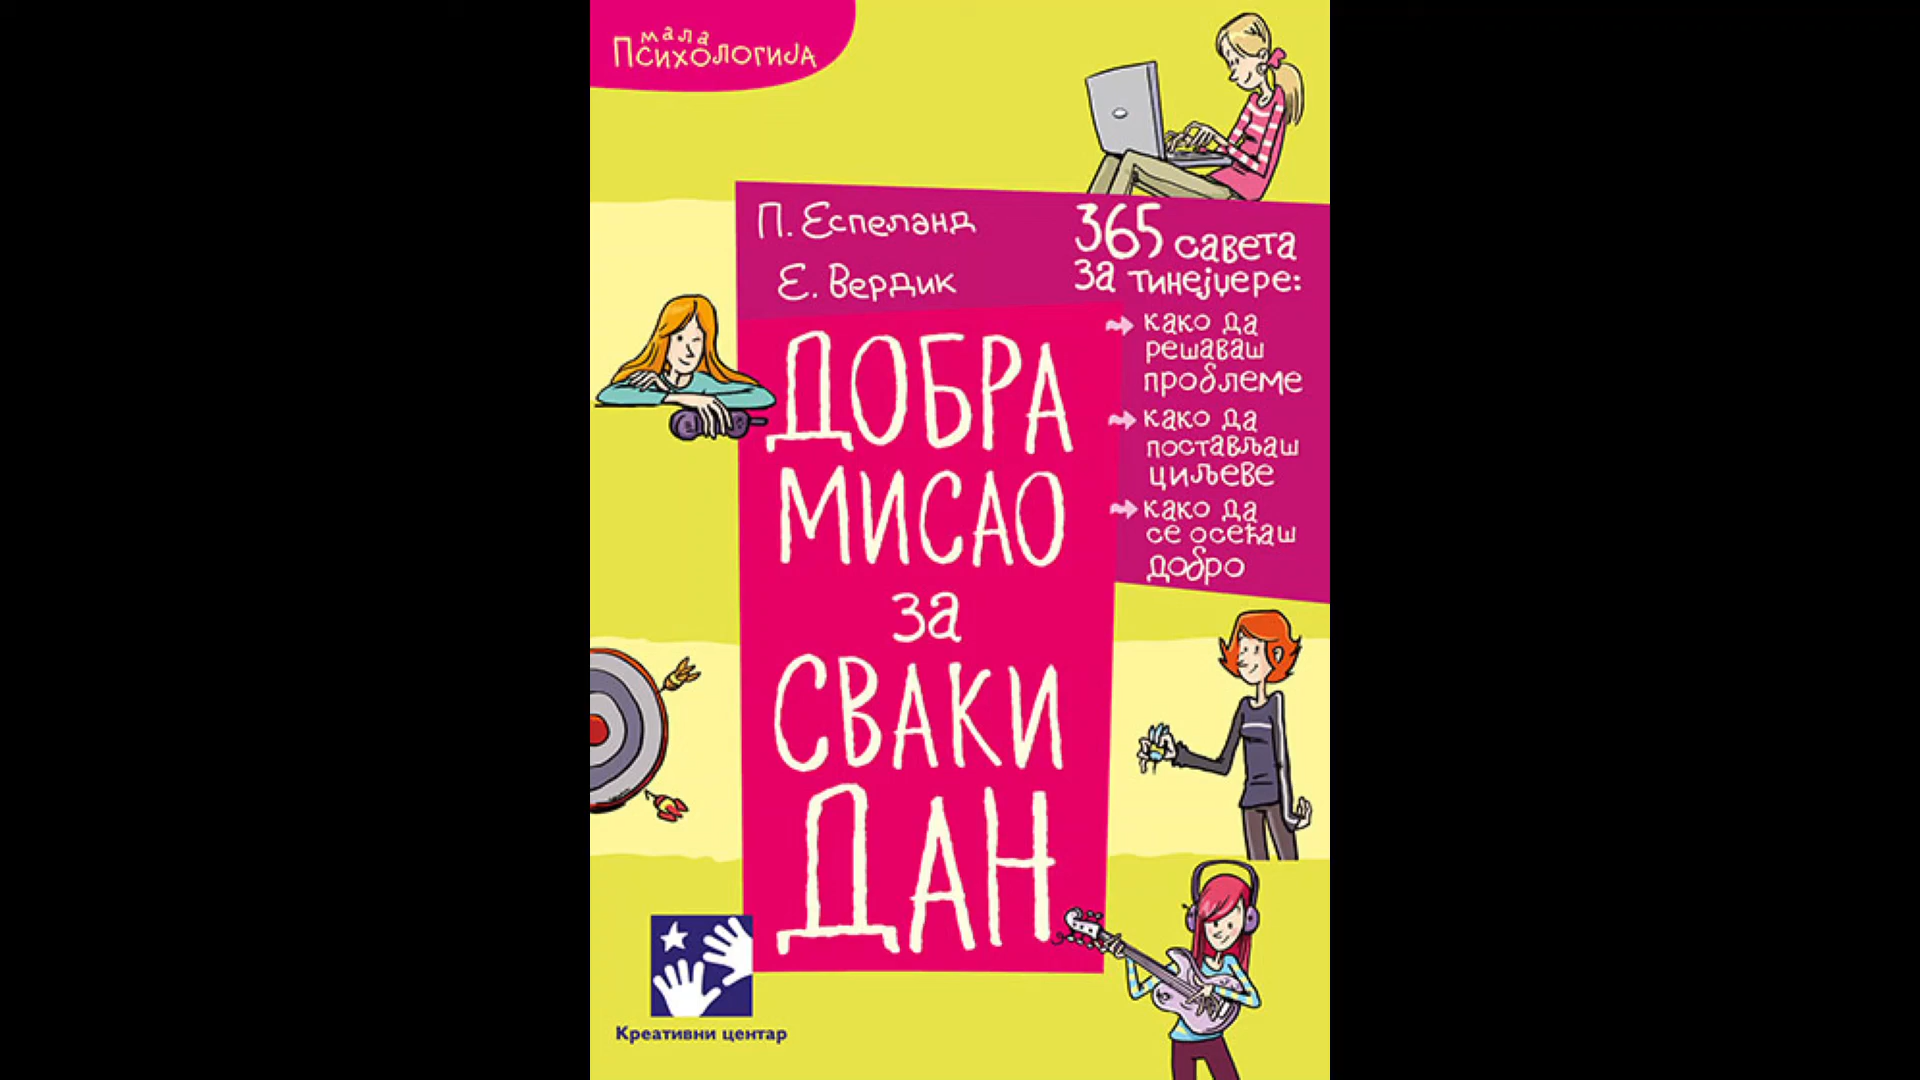 мала
Психологија
П. Еспеланд
Е. Вердик
365 савета
за тинејџере:
како да
решаваш
проблеме
како да
постављаш
циљеве
како да
се осећаш
добро
ДОБРА
МИСАО
за
СВАКИ
ДАН
Креативни центар